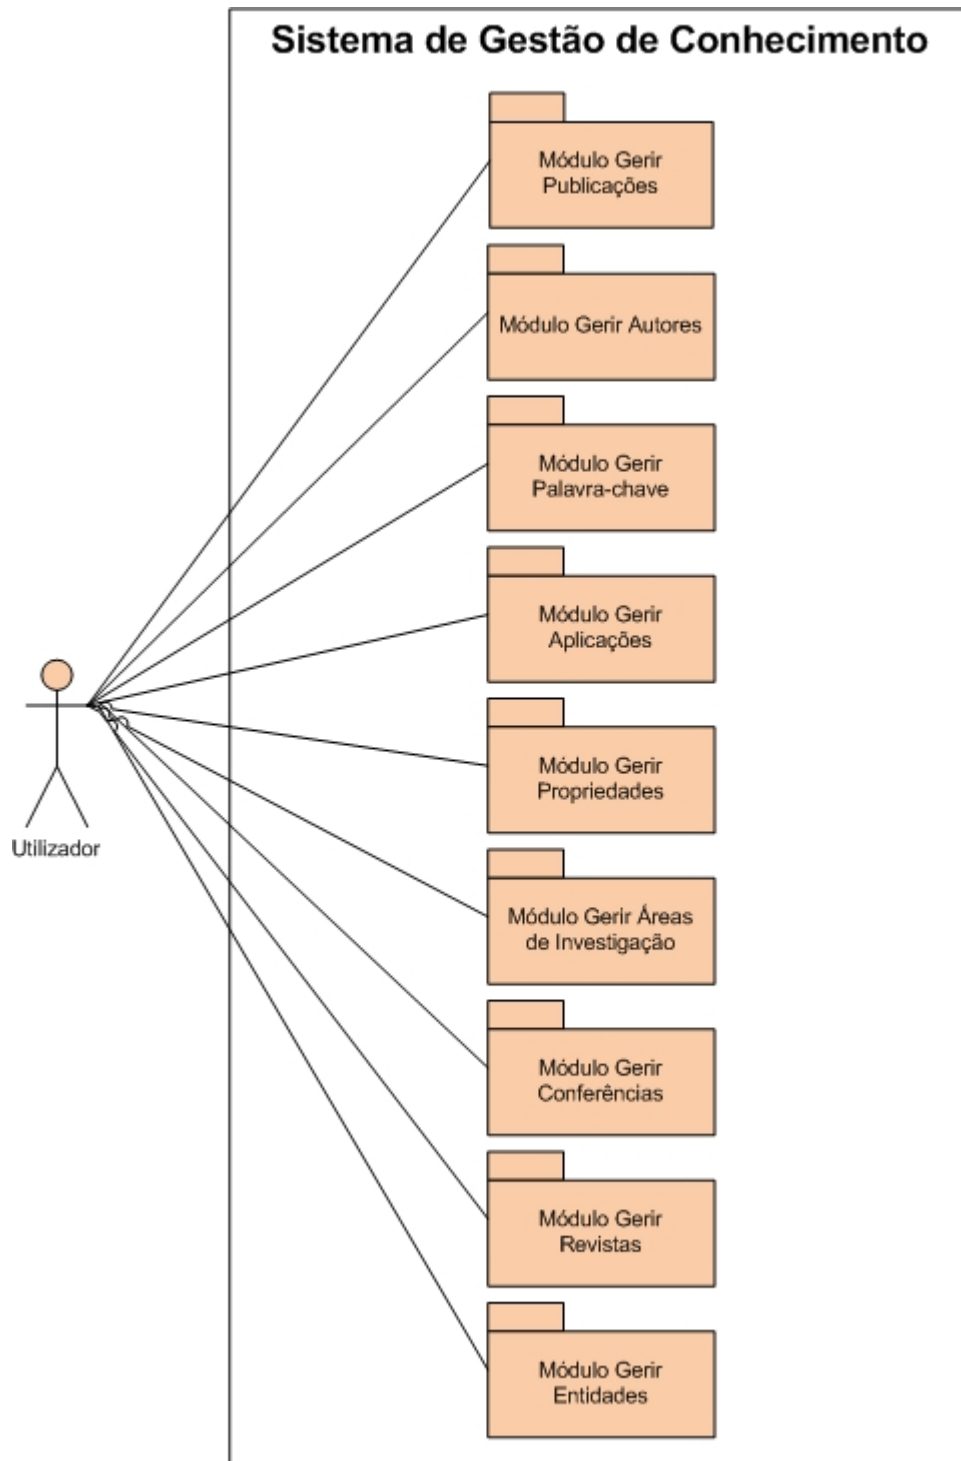 Sistema de Gestão de Conhecimento
Módulo Gerir
Publicações
Módulo Gerir Autores
Módulo Gerir
Palavra-chave
Módulo Gerir
Aplicações
Módulo Gerir
Propriedades
Utilizador
Módulo Gerir Áreas
de Investigação
Módulo Gerir
Conferências
Módulo Gerir
Revistas
Módulo Gerir
Entidades